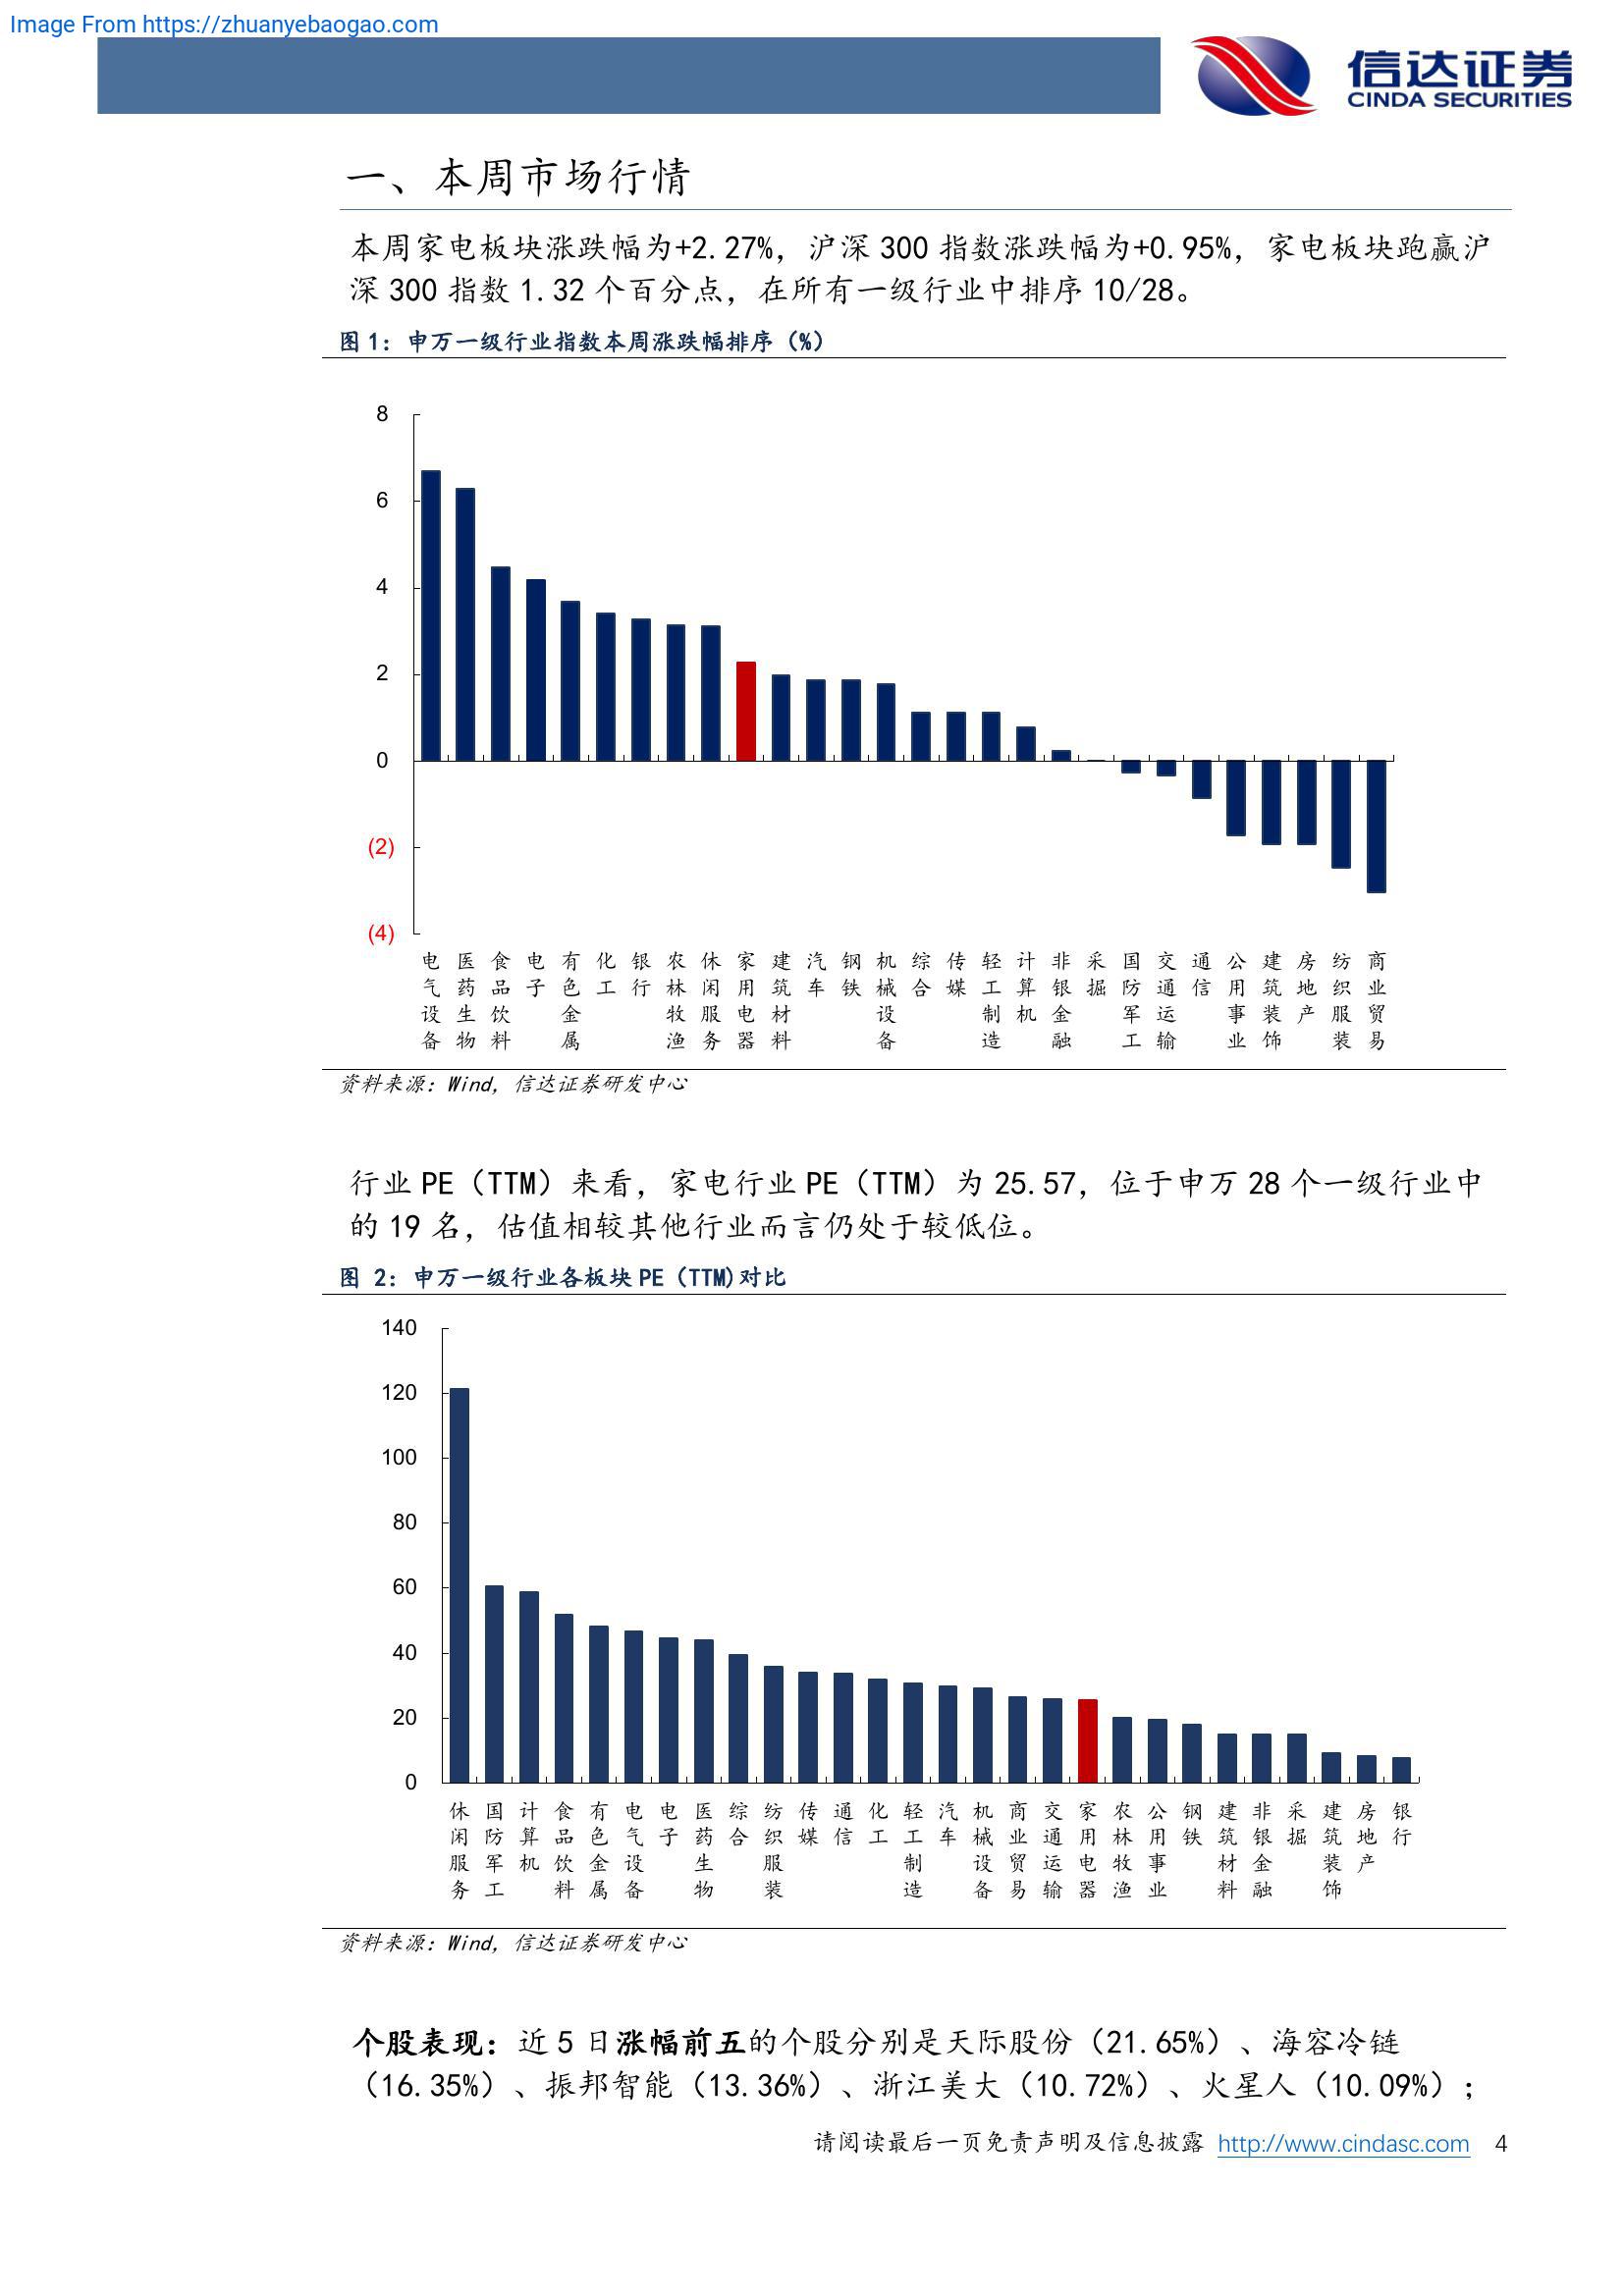 Image From https://zhuanyebaogao.com
信达证券
CINDA SECURITIES
一、本周市场行情
本周家电板块涨跌幅为+2.27%，沪深 300 指数涨跌幅为+0.95%，家电板块跑赢沪
深 300 指数 1.32 个百分点，在所有一级行业中排序 10/28。
图 1：申万一级行业指数本周涨跌幅排序（%）
8
6
4
2
0
(2)
(4)
电气设备
医药生物
食品饮料
电子
有色金属
化工
银行
农林牧渔
休闲服务
家用电器
建筑材料
汽车
钢铁
机械设备
综合
传媒
轻工制造
计算机
非银金融
采掘
国防军工
交通运输
通信
公用事业
建筑装饰
房地产
纺织服装
商业贸易
资料来源：Wind，信达证券研发中心
行业 PE（TTM）来看，家电行业 PE（TTM）为 25.57，位于申万 28 个一级行业中
的 19 名，估值相较其他行业而言仍处于较低位。
图 2：申万一级行业各板块 PE（TTM)对比
140
120
100
80
60
40
20
0
休闲服务
国防军工
计算机
食品饮料
有色金属
电气设备
电子
医药生物
综合
纺织服装
传媒
通信
化工
轻工制造
汽车
机械设备
商业贸易
交通运输
家用电器
农林牧渔
公用事业
钢铁
建筑材料
非银金融
采掘
建筑装饰
房地产
银行
资料来源：Wind，信达证券研发中心
个股表现：近 5 日涨幅前五的个股分别是天际股份（21.65%）、海容冷链
（16.35%）、振邦智能（13.36%）、浙江美大（10.72%）、火星人（10.09%）；
请阅读最后一页免责声明及信息披露 http://www.cindasc.com 4